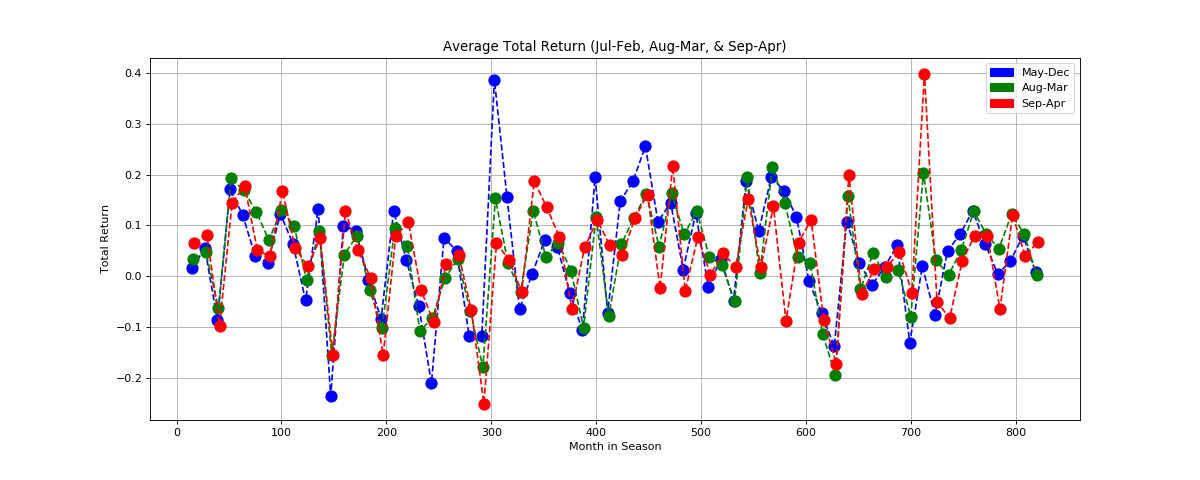 Average Total Return (Jul-Feb, Aug-Mar, & Sep-Apr)
Total Return
0.4
0.3
0.2
0.1
0.0
−0.1
−0.2
May-Dec
Aug-Mar
Sep-Apr
0 100 200 300 400 500 600 700 800
Month in Season